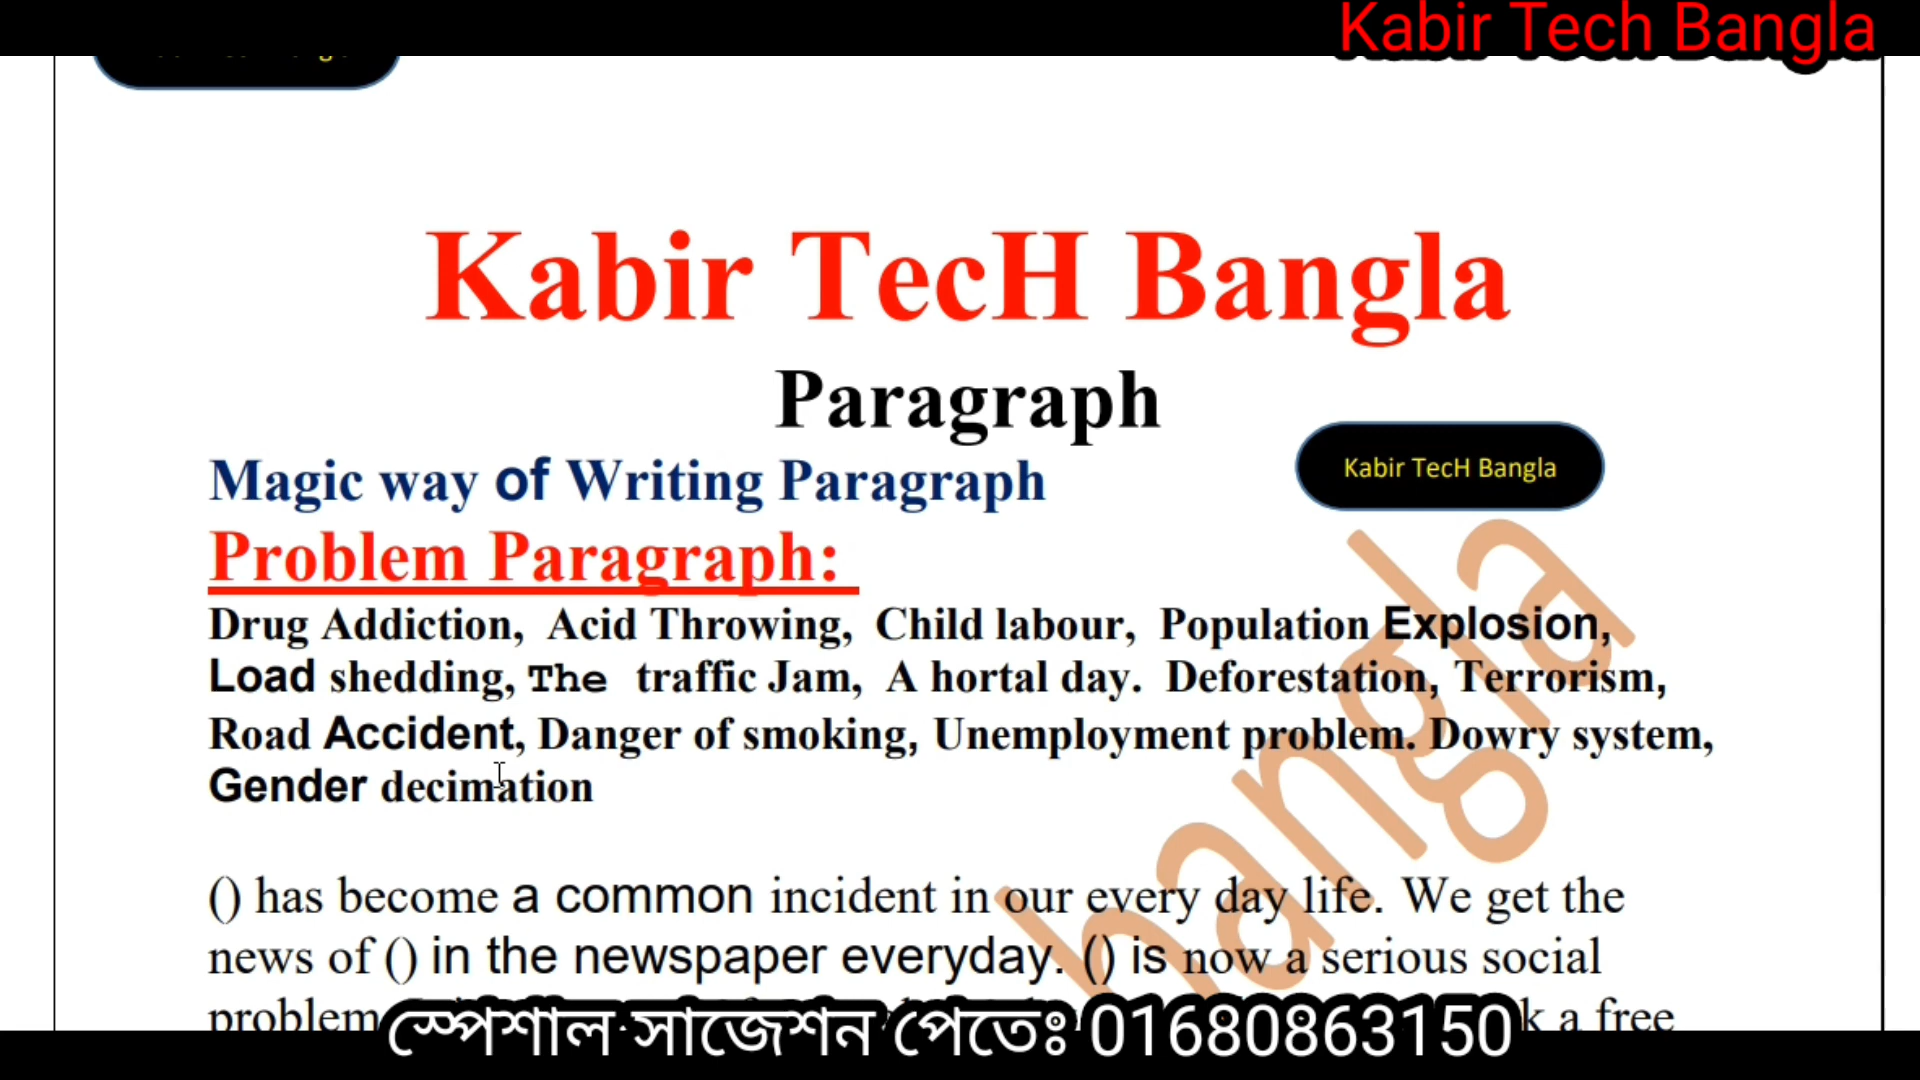 Kabir Tech Bangla
Kabir TecH Bangla
Paragraph
Magic way of Writing Paragraph
Kabir TecH Bangla
Problem Paragraph:
Drug Addiction, Acid Throwing, Child labour, Population Explosion,
Load shedding, The traffic Jam, A hortal day. Deforestation, Terrorism,
Road Accident, Danger of smoking, Unemployment problem. Dowry system,
Gender decimation
bangla
() has become a common incident in our every day life. We get the
news of () in the newspaper everyday. () is now a serious social
problem k a free
স্পেশাল সাজেশন পেতেঃ 01680863150